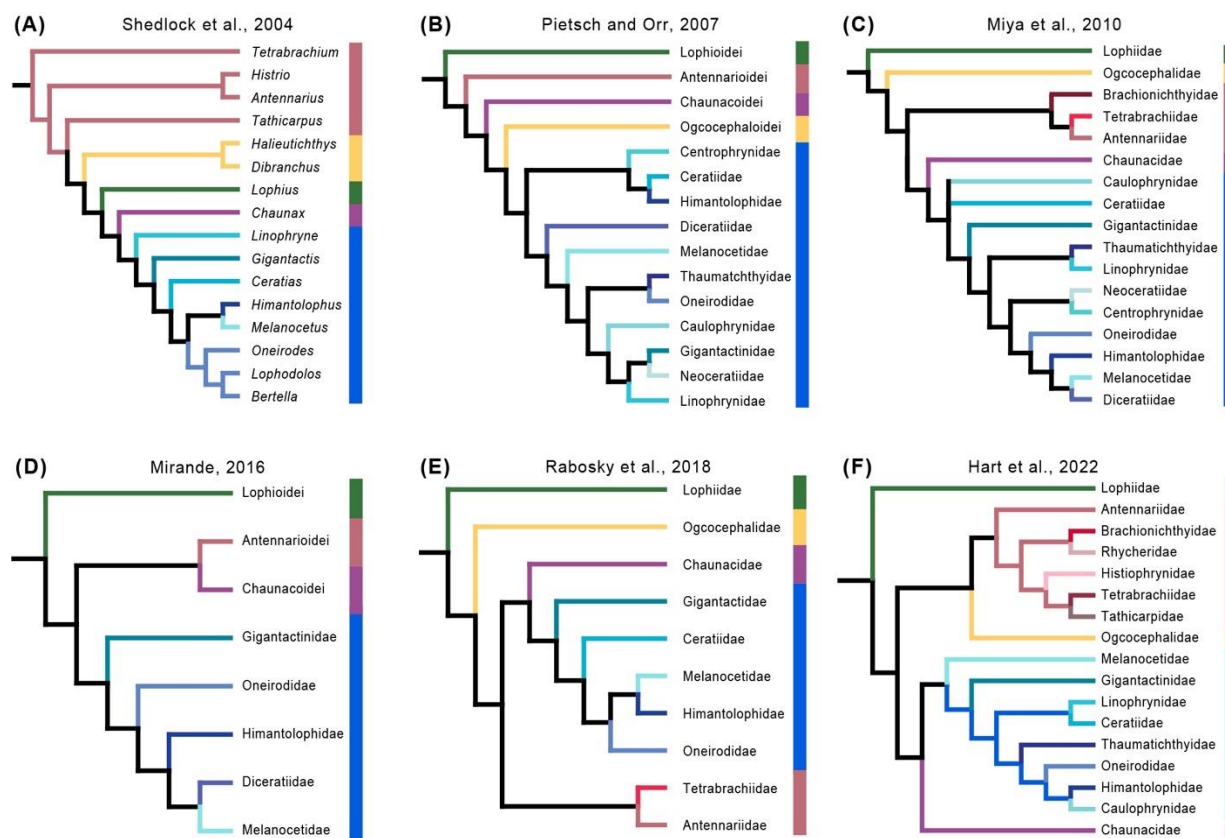 (A) Shedlock et al., 2004
Tetrabrachium
Histrio
Antennarius
Tathicarpus
Halieutichthys
Dibranchus
Lophius
Chaunax
Linophryne
Gigantactis
Ceratias
Himantolophus
Melanocetus
Oneirodes
Lophodolos
Bertella
(B) Pietsch and Orr, 2007
Lophioidei
Antennarioidei
Chaunacoidei
Ogcocephaloidei
Centrophrynidae
Ceratiidae
Himantolophidae
Diceratiidae
Melanocetidae
Thaumatchthyidae
Oneirodidae
Caulophrynidae
Gigantactinidae
Neoceratiidae
Linophrynidae
(C) Miya et al. 2010
Lophiidae
Ogcocephalidae
Brachionichthyidae
Tetrabrachiidae
Antennariidae
Chaunacidae
Caulophrynidae
Ceratiidae
Gigantactinidae
Thaumatichthyidae
Linophrynidae
Neoceratiidae
Centrophrynidae
Oneirodidae
Himantolophidae
Melanocetidae
Diceratiidae
(D) Mirande, 2016
Lophioidei
Antennarioidei
Chaunacoidei
Gigantactinidae
Oneirodidae
Himantolophidae
Diceratiidae
Melanocetidae
(E) Rabosky et al., 2018
Lophiidae
Ogcocephalidae
Chaunacidae
Gigantactidae
Ceratiidae
Melanocetidae
Himantolophidae
Oneirodidae
Tetrabrachiidae
Antennariidae
(F) Hart et al., 2022
Lophiidae
Antennariidae
Brachionichthyidae
Rhycheridae
Histiophrynidae
Tetrabrachiidae
Tathicarpidae
Ogcocephalidae
Melanocetidae
Gigantactinidae
Linophrynidae
Ceratiidae
Thaumatichthyidae
Oneirodidae
Himantolophidae
Caulophrynidae
Chaunacidae